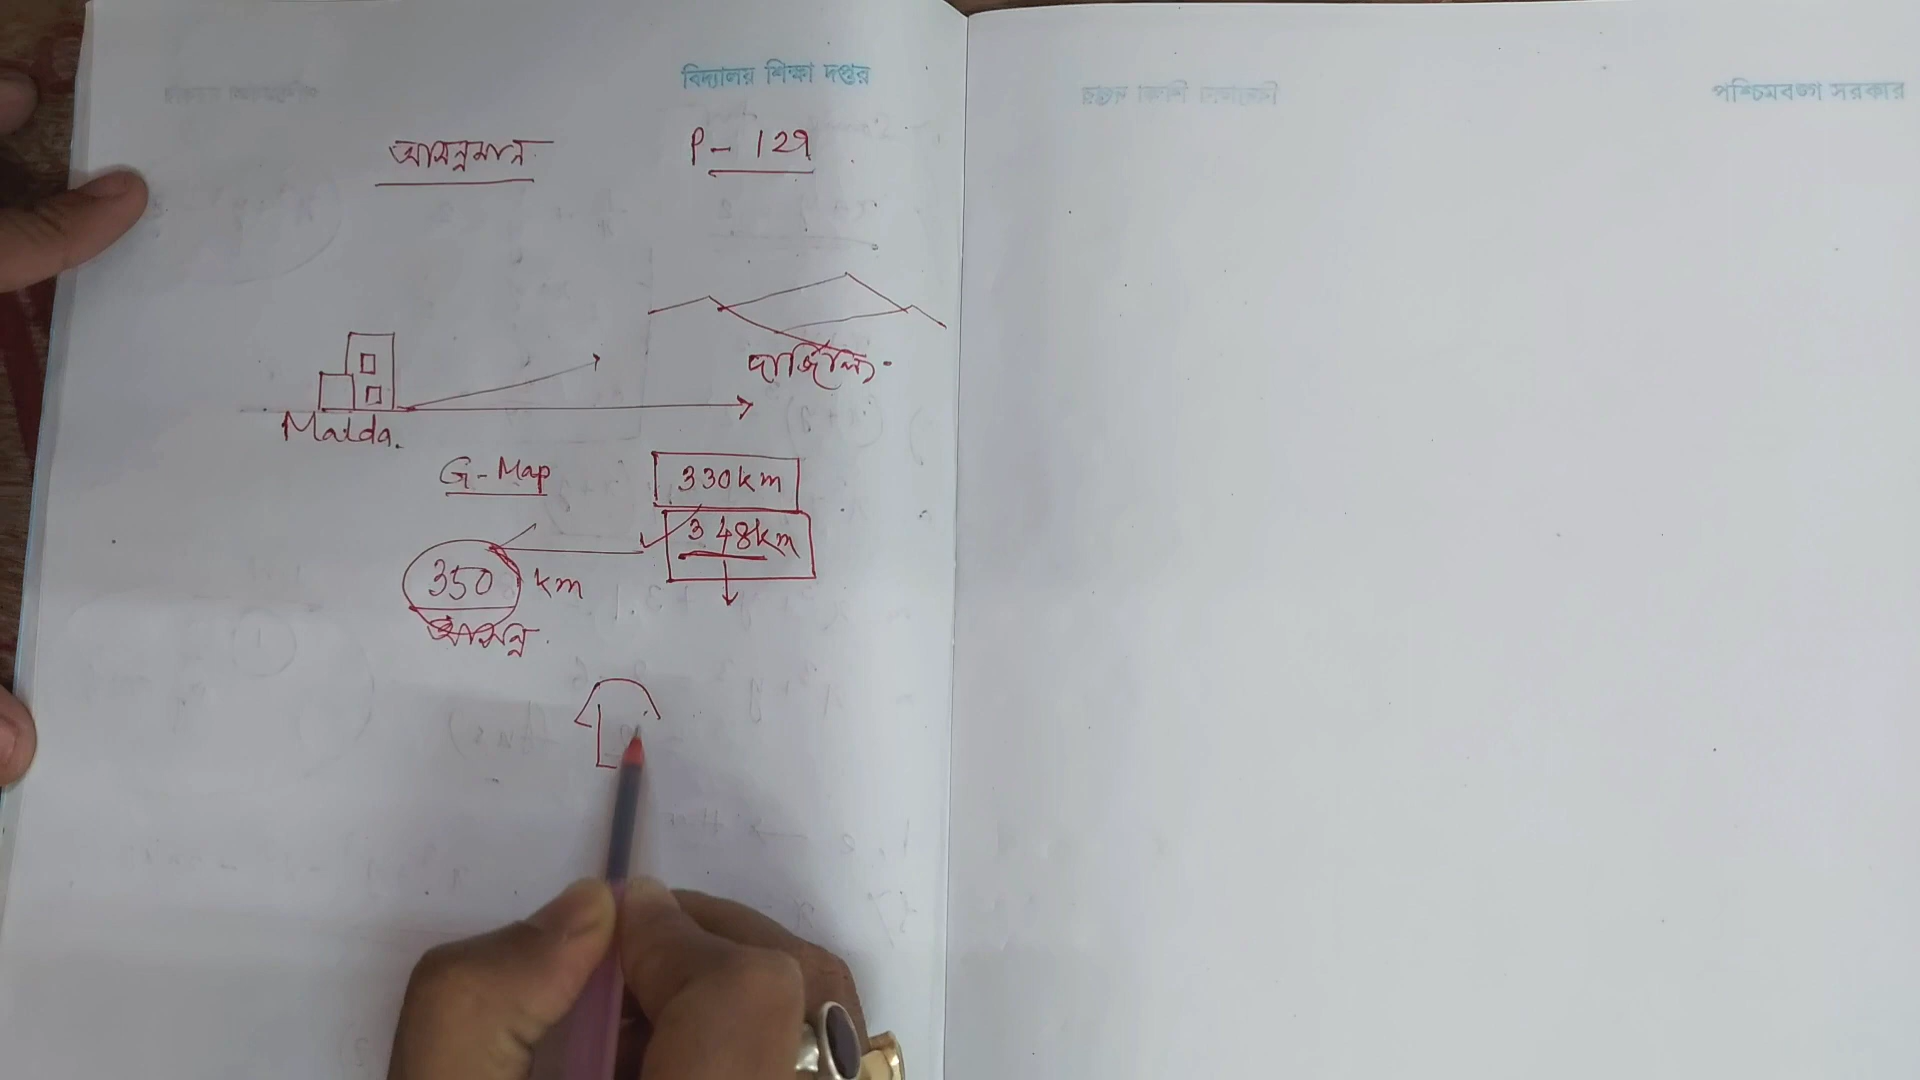 বিদ্যালয় শিক্ষা দপ্তর
পশ্চিমবঙ্গ সরকার
আসন্নমান P - 129
দার্জিলিং
Malda.
G-Map 330km
348km
350 km
আসন্ন